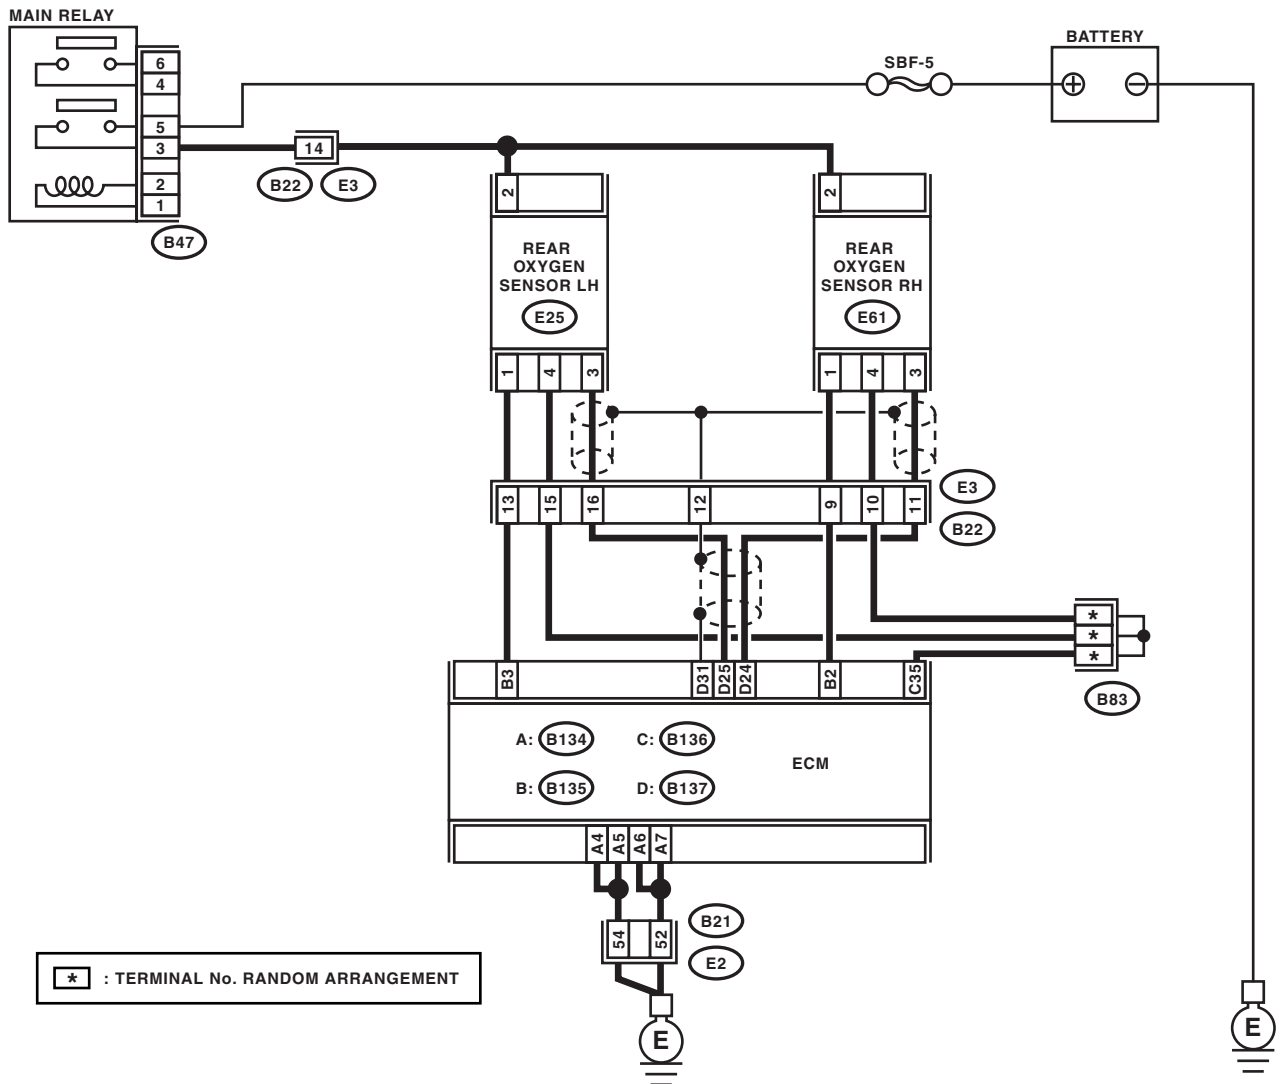 MAIN RELAY
BATTERY
SBF-5
6
4
5
3
2
1
14
B22
E3
B47
2
2
REAR
OXYGEN
SENSOR LH
E25
REAR
OXYGEN
SENSOR RH
E61
1
4
3
1
4
3
13
15
16
12
9
10
11
E3
B22
*
*
*
B83
B3
D31
D25
D24
B2
C35
A: B134
C: B136
ECM
B: B135
D: B137
A4
A5
A6
A7
54
52
B21
E2
* : TERMINAL No. RANDOM ARRANGEMENT
E
E